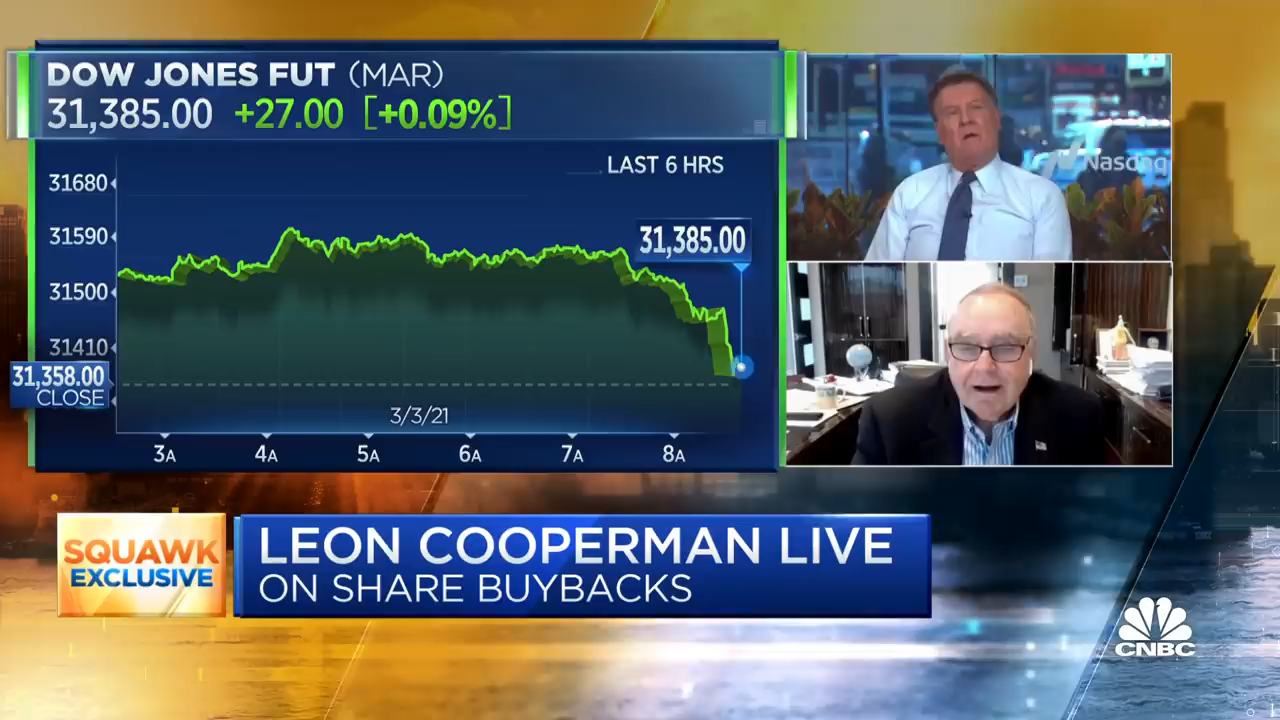 DOW JONES FUT (MAR)
31,385.00 +27.00 [+0.09%]
LAST 6 HRS
31680
31590
31500
31410
31,385.00
31,358.00
CLOSE
3/3/21
3A 4A 5A 6A 7A 8A
Nasdaq
SQUAWK
EXCLUSIVE
LEON COOPERMAN LIVE
ON SHARE BUYBACKS
CNBC